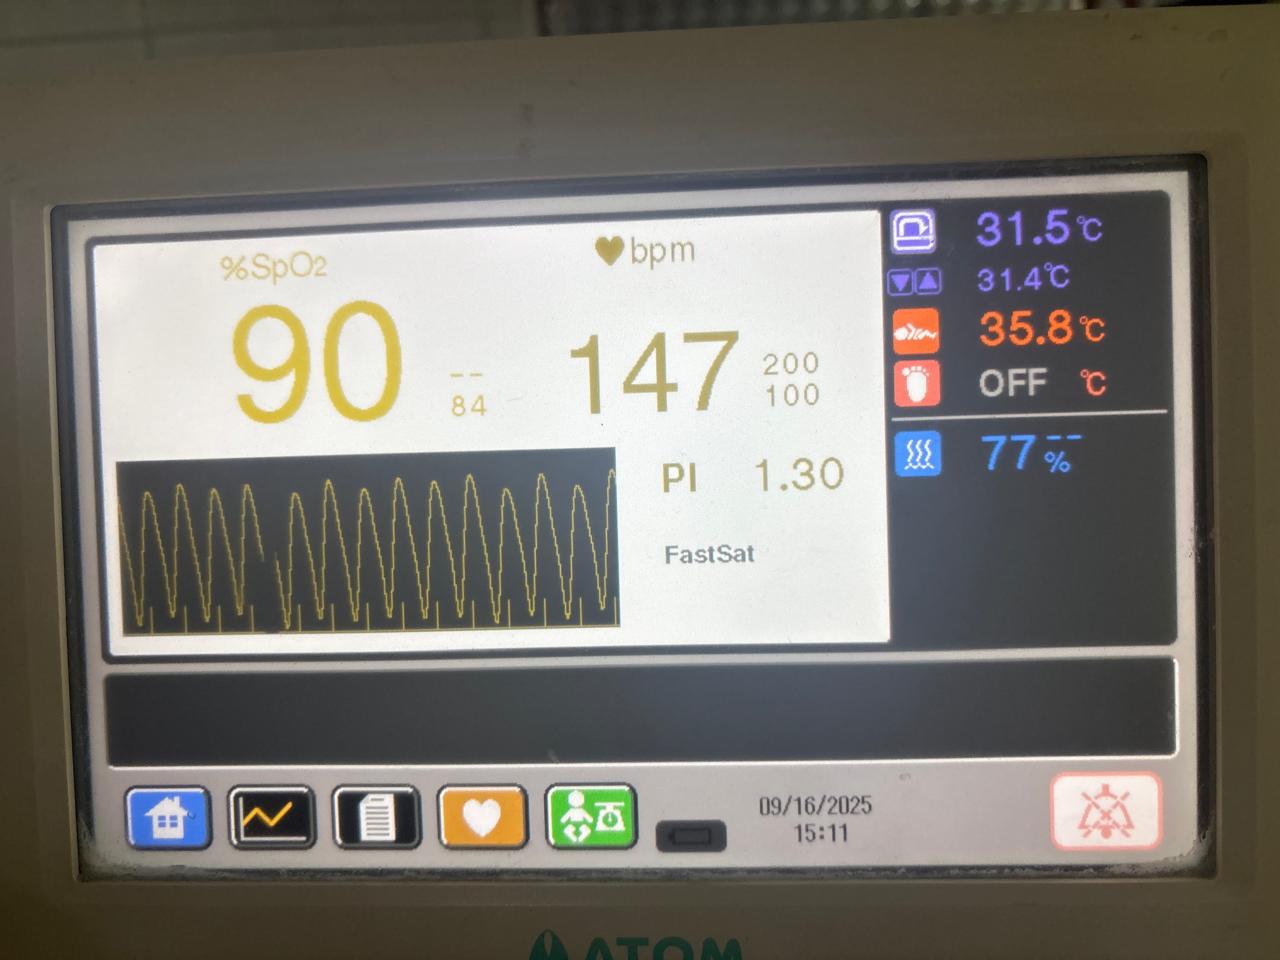 %SpO2
90
--
84
bpm
147
200
100
PI 1.30
FastSat
31.5°C
31.4°C
35.8°C
OFF °C
77 -- %
09/16/2025
15:11
ATOM